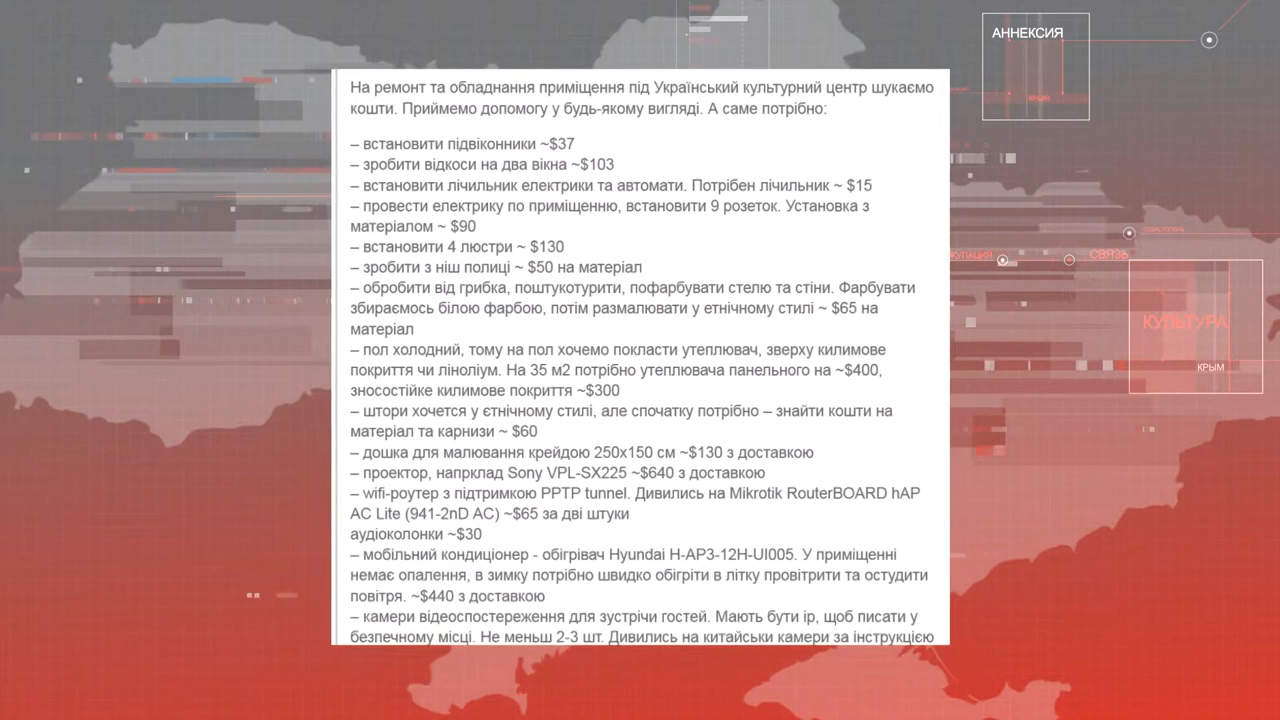 АННЕКСИЯ
КРЫМ
На ремонт та обладнання приміщення під Український культурний центр шукаємо
кошти. Приймемо допомогу у будь-якому вигляді. А саме потрібно:
– встановити підвіконники ~$37
– зробити відкоси на два вікна ~$103
– встановити лічильник електрики та автомати. Потрібен лічильник ~ $15
– провести електрику по приміщенню, встановити 9 розеток. Установка з
матеріалом ~ $90
– встановити 4 люстри ~ $130
– зробити з ніш полиці ~ $50 на матеріал
– обробити від грибка, поштукотурити, пофарбувати стелю та стіни. Фарбувати
збираємось білою фарбою, потім размалювати у етнічному стилі ~ $65 на
матеріал
– пол холодний, тому на пол хочемо покласти утеплювач, зверху килимове
покриття чи ліноліум. На 35 м2 потрібно утеплювача панельного на ~$400,
зносостійке килимове покриття ~$300
– штори хочется у єтнічному стилі, але спочатку потрібно – знайти кошти на
матеріал та карнизи ~ $60
– дошка для малювання крейдою 250х150 см ~$130 з доставкою
– проектор, напрклад Sony VPL-SX225 ~$640 з доставкою
– wifi-роутер з підтримкою PPTP tunnel. Дивились на Mikrotik RouterBOARD hAP
AC Lite (941-2nD AC) ~$65 за дві штуки
аудіоколонки ~$30
– мобільний кондиціонер - обігрівач Hyundai H-AP3-12H-UI005. У приміщенні
немає опалення, в зимку потрібно швидко обігріти в літку провітрити та остудити
повітря. ~$440 з доставкою
– камери відеоспостереження для зустрічи гостей. Мають бути ip, щоб писати у
безпечному місці. Не меньш 2-3 шт. Дивились на китайськи камери за інструкцією
СВЯЗЬ
КУЛЬТУРА
КРЫМ